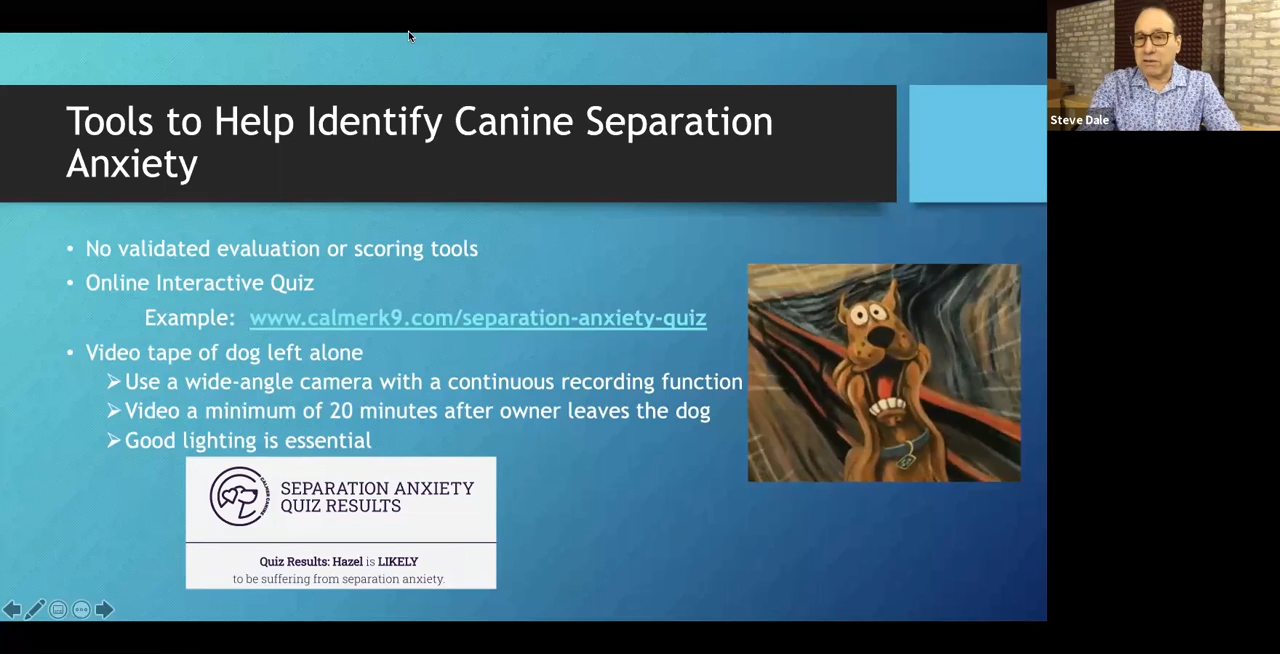 Tools to Help Identify Canine Separation
Anxiety
• No validated evaluation or scoring tools
• Online Interactive Quiz
Example: www.calmerk9.com/separation-anxiety-quiz
• Video tape of dog left alone
➢Use a wide-angle camera with a continuous recording function
➢Video a minimum of 20 minutes after owner leaves the dog
➢Good lighting is essential
SEPARATION ANXIETY
QUIZ RESULTS
Quiz Results: Hazel is LIKELY
to be suffering from separation anxiety.
Steve Dale